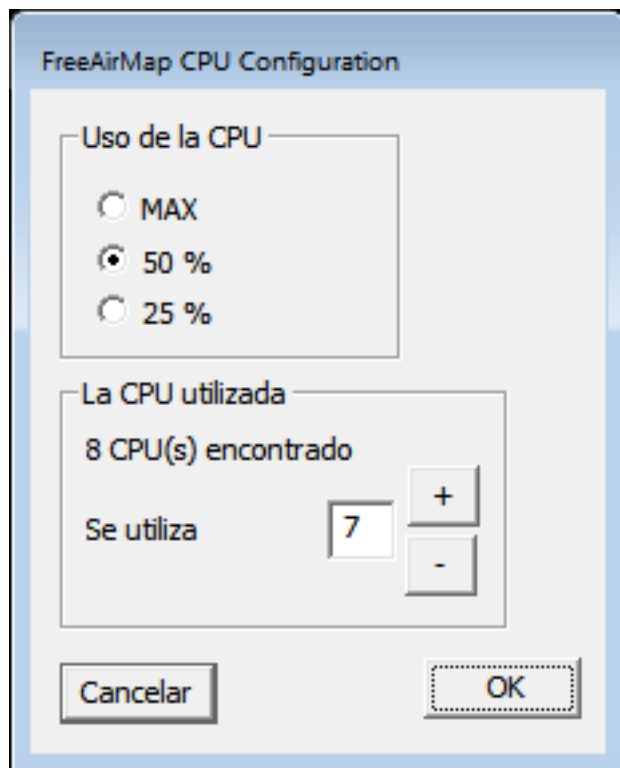 FreeAirMap CPU Configuration
Uso de la CPU
MAX
50 %
25 %
La CPU utilizada
8 CPU(s) encontrado
+
Se utiliza 7
-
Cancelar OK